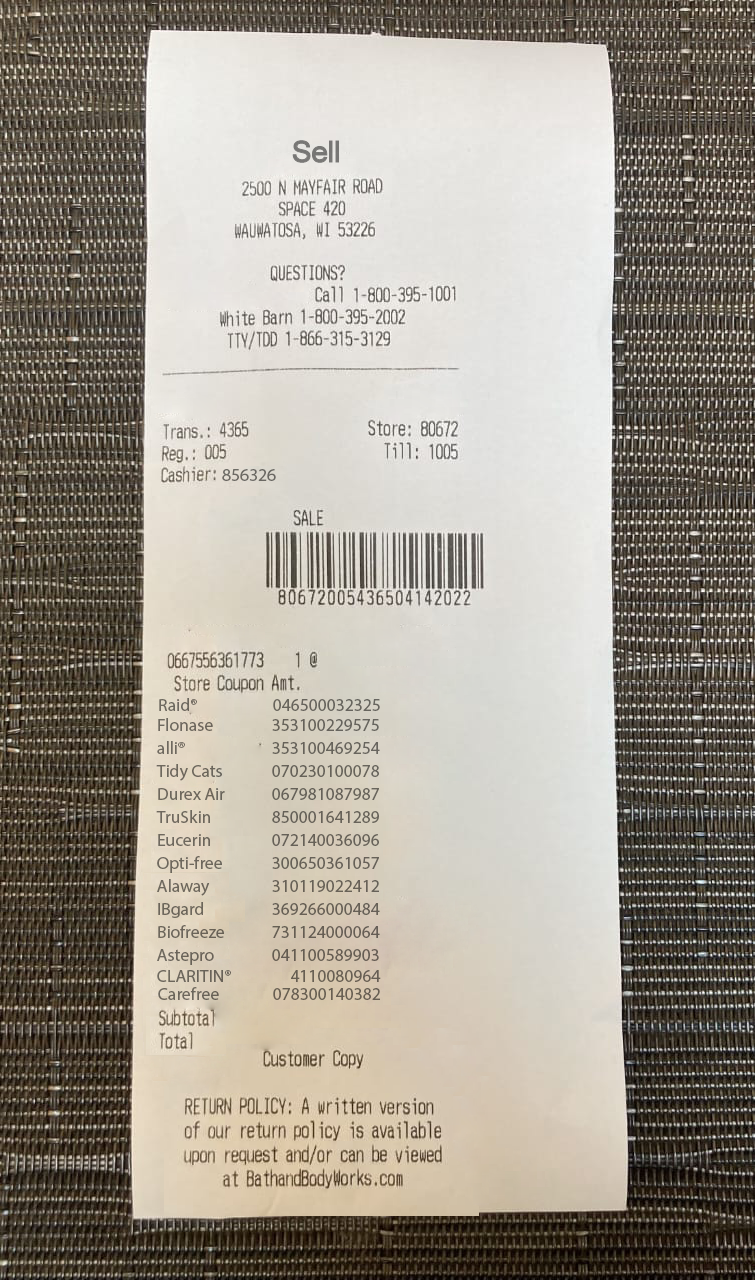 Sell
2500 N MAYFAIR ROAD
SPACE 420
WAUWATOSA, WI 53226
QUESTIONS?
Call 1-800-395-1001
White Barn 1-800-395-2002
TTY/TDD 1-866-315-3129
Trans.: 4365 Store: 80672
Reg.: 005 Till: 1005
Cashier: 856326
SALE
80672005436504142022
0667556361773 1 @
Store Coupon Amt.
Raid® 046500032325
Flonase 353100229575
alli® 353100469254
Tidy Cats 070230100078
Durex Air 067981087987
TruSkin 850001641289
Eucerin 072140036096
Opti-free 300650361057
Alaway 310119022412
IBgard 369266000484
Biofreeze 731124000064
Astepro 041100589903
CLARITIN® 4110080964
Carefree 078300140382
Subtotal
Total
Customer Copy
RETURN POLICY: A written version
of our return policy is available
upon request and/or can be viewed
at BathandBodyWorks.com